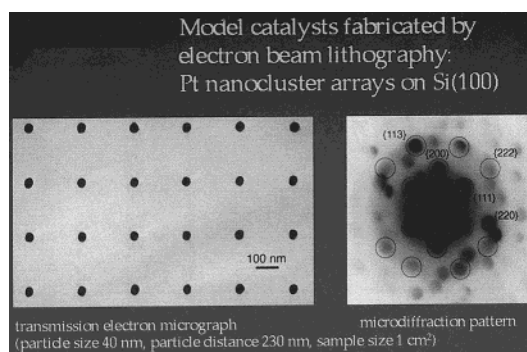 Model catalysts fabricated by
electron beam lithography:
Pt nanocluster arrays on Si(100)
{113}
{200}
{222}
{111}
{220}
100 nm
transmission electron micrograph
(particle size 40 nm, particle distance 230 nm, sample size 1 cm²)
microdiffraction pattern